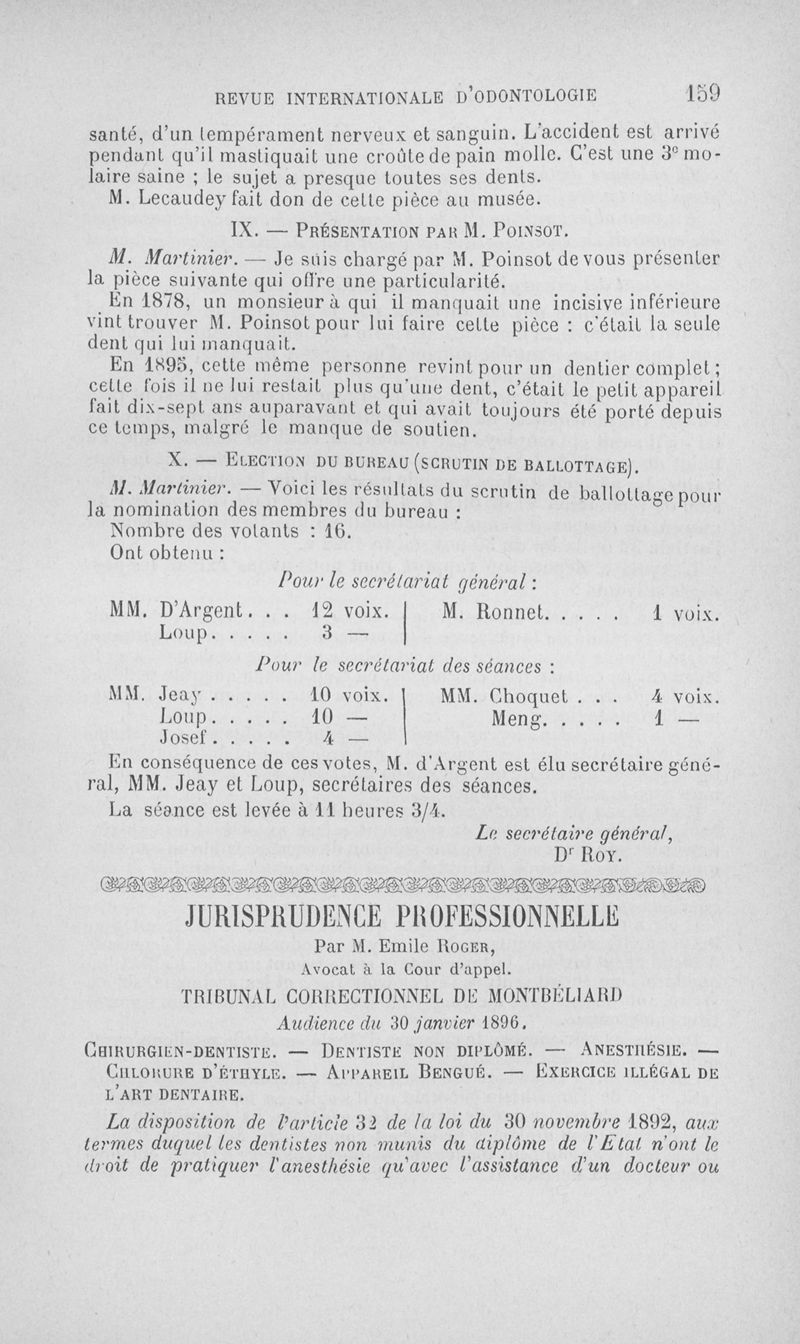 REVUE INTERNATIONALE D'ODONTOLOGIE 159
santé, d'un tempérament nerveux et sanguin. L'accident est arrivé
pendant qu'il mastiquait une croûte de pain molle. C'est une 3e mo-
laire saine ; le sujet a presque toutes ses dents.
M. Lecaudey fait don de cette pièce au musée.
IX. — PRÉSENTATION PAR M. POINSOT.
M. Martinier. — Je suis chargé par M. Poinsot de vous présenter
la pièce suivante qui offre une particularité.
En 1878, un monsieur à qui il manquait une incisive inférieure
vint trouver M. Poinsot pour lui faire cette pièce : c'était la seule
dent qui lui manquait.
En 1895, cette même personne revint pour un dentier complet ;
cette fois il ne lui restait plus qu'une dent, c'était le petit appareil
fait dix-sept ans auparavant et qui avait toujours été porté depuis
ce temps, malgré le manque de soutien.
X. — ELECTION DU BUREAU (SCRUTIN DE BALLOTTAGE).
M. Martinier. — Voici les résultats du scrutin de ballottage pour
la nomination des membres du bureau :
Nombre des votants : 16.
Ont obtenu :
Pour le secrétariat général :
MM. D'Argent. . . 12 voix. M. Ronnet. . . . . 1 voix.
Loup. . . . . 3 —
Pour le secrétariat des séances :
MM. Jeay . . . . . 10 voix. MM. Choquet . . . 4 voix.
Loup. . . . . 10 — Meng. . . . . 1 —
Josef . . . . . 4 —
En conséquence de ces votes, M. d'Argent est élu secrétaire géné-
ral, MM. Jeay et Loup, secrétaires des séances.
La séance est levée à 11 heures 3/4.
Le secrétaire général,
Dr ROY.
JURISPRUDENCE PROFESSIONNELLE
Par M. Emile ROGER,
Avocat à la Cour d'appel.
TRIBUNAL CORRECTIONNEL DE MONTBÉLIARD
Audience du 30 janvier 1896.
CHIRURGIEN-DENTISTE. — DENTISTE NON DIPLÔMÉ. — ANESTHÉSIE. —
CHLORURE D'ÉTHYLE. — APPAREIL BENGUÉ. — EXERCICE ILLÉGAL DE
L'ART DENTAIRE.
La disposition de l'article 32 de la loi du 30 novembre 1892, aux
termes duquel les dentistes non munis du diplôme de l'Etat n'ont le
droit de pratiquer l'anesthésie qu'avec l'assistance d'un docteur ou